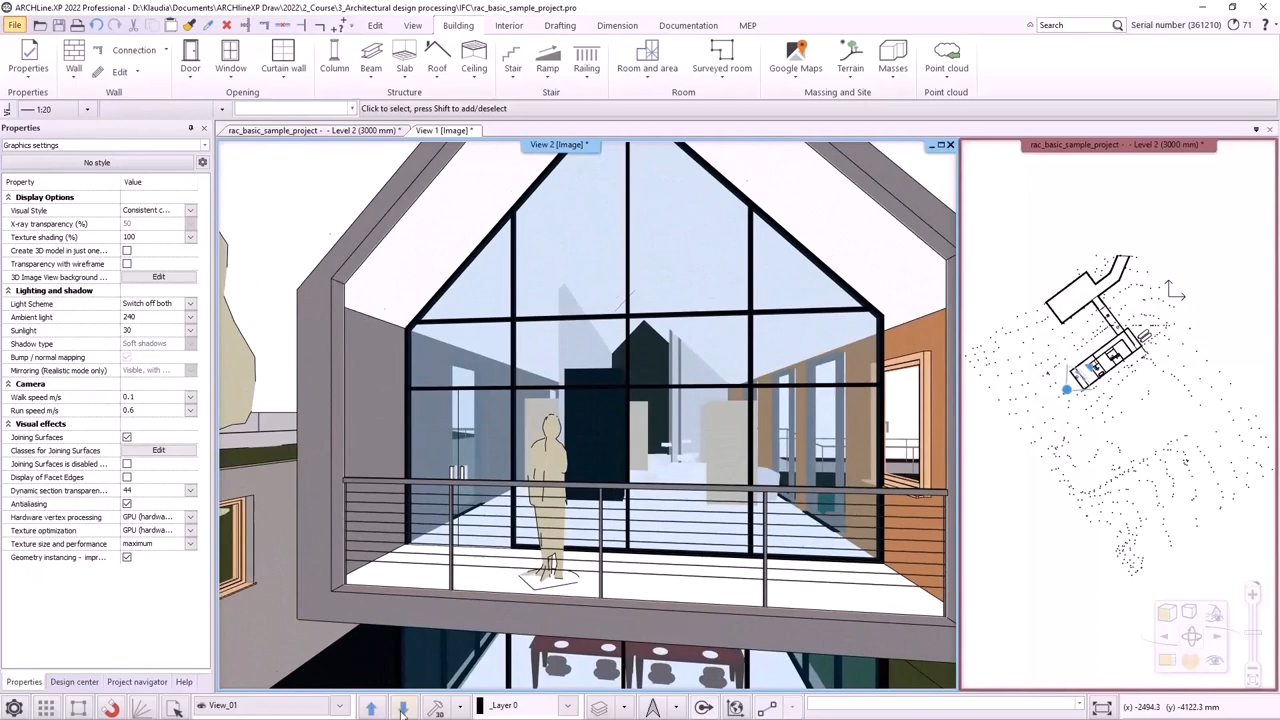 ARCHLine.XP 2022 Professional - D:\Klaudia\Documents\ARCHlineXP Draw\2022\2_Course\3_Architectural design processing\IFC\rac_basic_sample_project.pro
File Edit View Building Interior Drafting Dimension Documentation MEP Search Serial number (361210) 71
Properties Wall Connection Edit Door Window Curtain wall Column Beam Slab Roof Ceiling Stair Ramp Railing Room and area Surveyed room Google Maps Terrain Masses Point cloud
Properties Wall Opening Structure Stair Room Massing and Site Point cloud
1:20 Click to select, press Shift to add/deselect
Properties
rac_basic_sample_project - - Level 2 (3000 mm) * View 1 [Image] *
Graphics settings
View 2 [Image] *
rac_basic_sample_project - - Level 2 (3000 mm) *
No style
Property Value
Display Options
Visual Style Consistent c...
X-ray transparency (%) 50
Texture shading (%) 100
Create 3D model in just one...
Transparency with wireframe
3D Image View background ... Edit
Lighting and shadow
Light Scheme Switch off both
Ambient light 240
Sunlight 30
Shadow type Soft shadows
Bump / normal mapping
Mirroring (Realistic mode only) Visible, with ...
Camera
Walk speed m/s 0.1
Run speed m/s 0.6
Visual effects
Joining Surfaces
Classes for Joining Surfaces Edit
Joining Surfaces is disabled ...
Display of Facet Edges
Dynamic section transparen... 44
Antialiasing
Hardware vertex processing GPU (hardwa...
Texture optimization GPU (hardwa...
Texture size and performance maximum
Geometry instancing - impr...
Properties Design center Project navigator Help
View_01 30 _Layer 0 (x) -2494.3 (y) -4122.3 mm